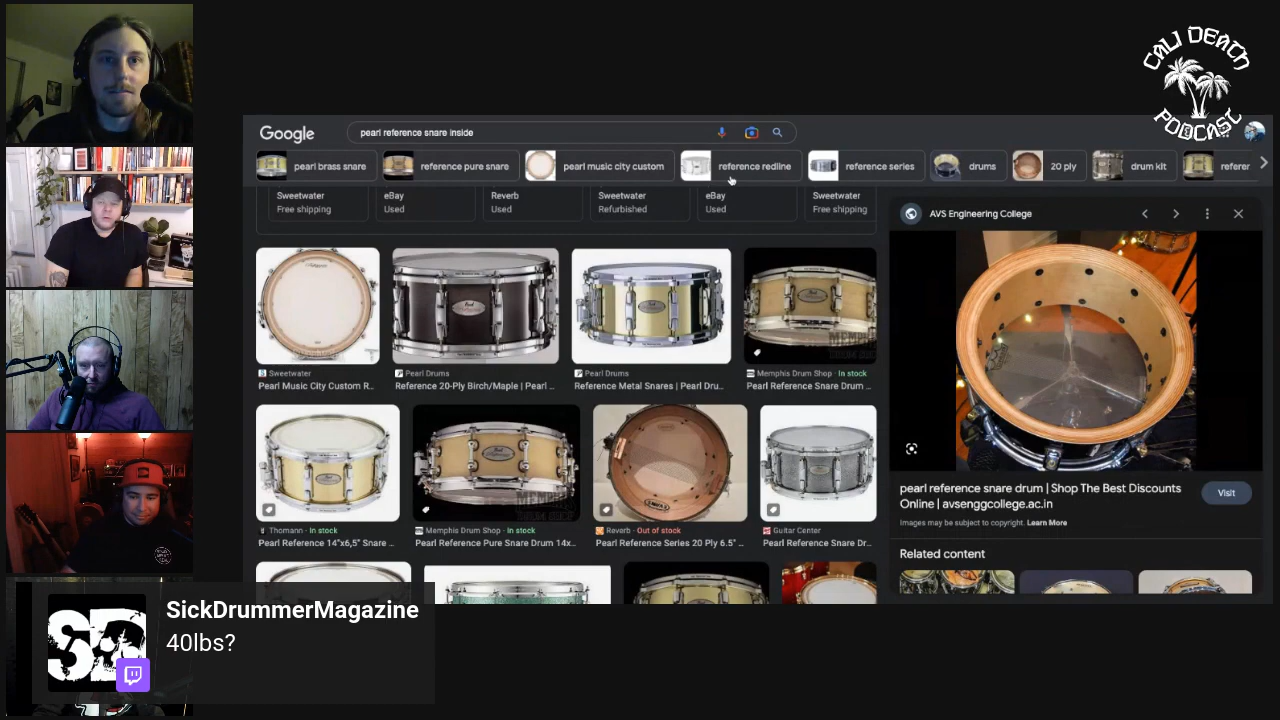 CALI DEATH
PODCAST
Google
pearl reference snare inside
pearl brass snare
reference pure snare
pearl music city custom
reference redline
reference series
drums
20 ply
drum kit
referer
Sweetwater
Free shipping
eBay
Used
Reverb
Used
Sweetwater
Refurbished
eBay
Used
Sweetwater
Free shipping
AVS Engineering College
Sweetwater
Pearl Music City Custom R...
Pearl Drums
Reference 20-Ply Birch/Maple | Pearl ...
Pearl Drums
Reference Metal Snares | Pearl Dru...
Memphis Drum Shop · In stock
Pearl Reference Snare Drum ...
pearl reference snare drum | Shop The Best Discounts
Online | avsenggcollege.ac.in
Visit
Images may be subject to copyright. Learn More
Thomann · In stock
Pearl Reference 14"x6,5" Snare ...
Memphis Drum Shop · In stock
Pearl Reference Pure Snare Drum 14x...
Reverb · Out of stock
Pearl Reference Series 20 Ply 6.5" ...
Guitar Center
Pearl Reference Snare Dr...
Related content
SD
SickDrummerMagazine
40lbs?